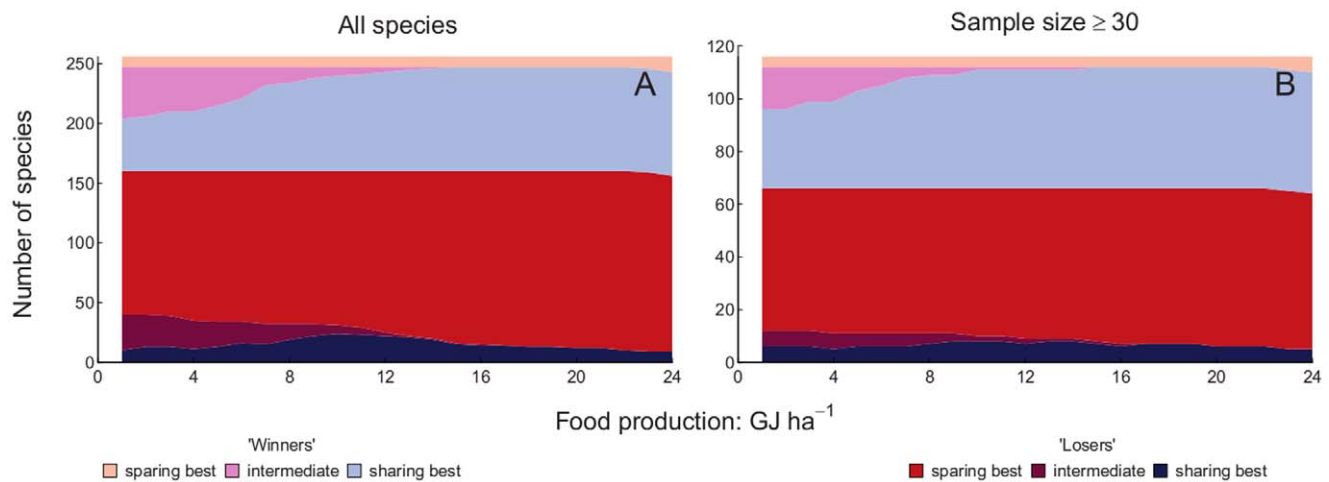 All species
Sample size ≥ 30
Number of species
250
200
150
100
50
0
A
0 4 8 12 16 20 24
120
100
80
60
40
20
0
B
0 4 8 12 16 20 24
Food production: GJ ha⁻¹
'Winners'
sparing best intermediate sharing best
'Losers'
sparing best intermediate sharing best